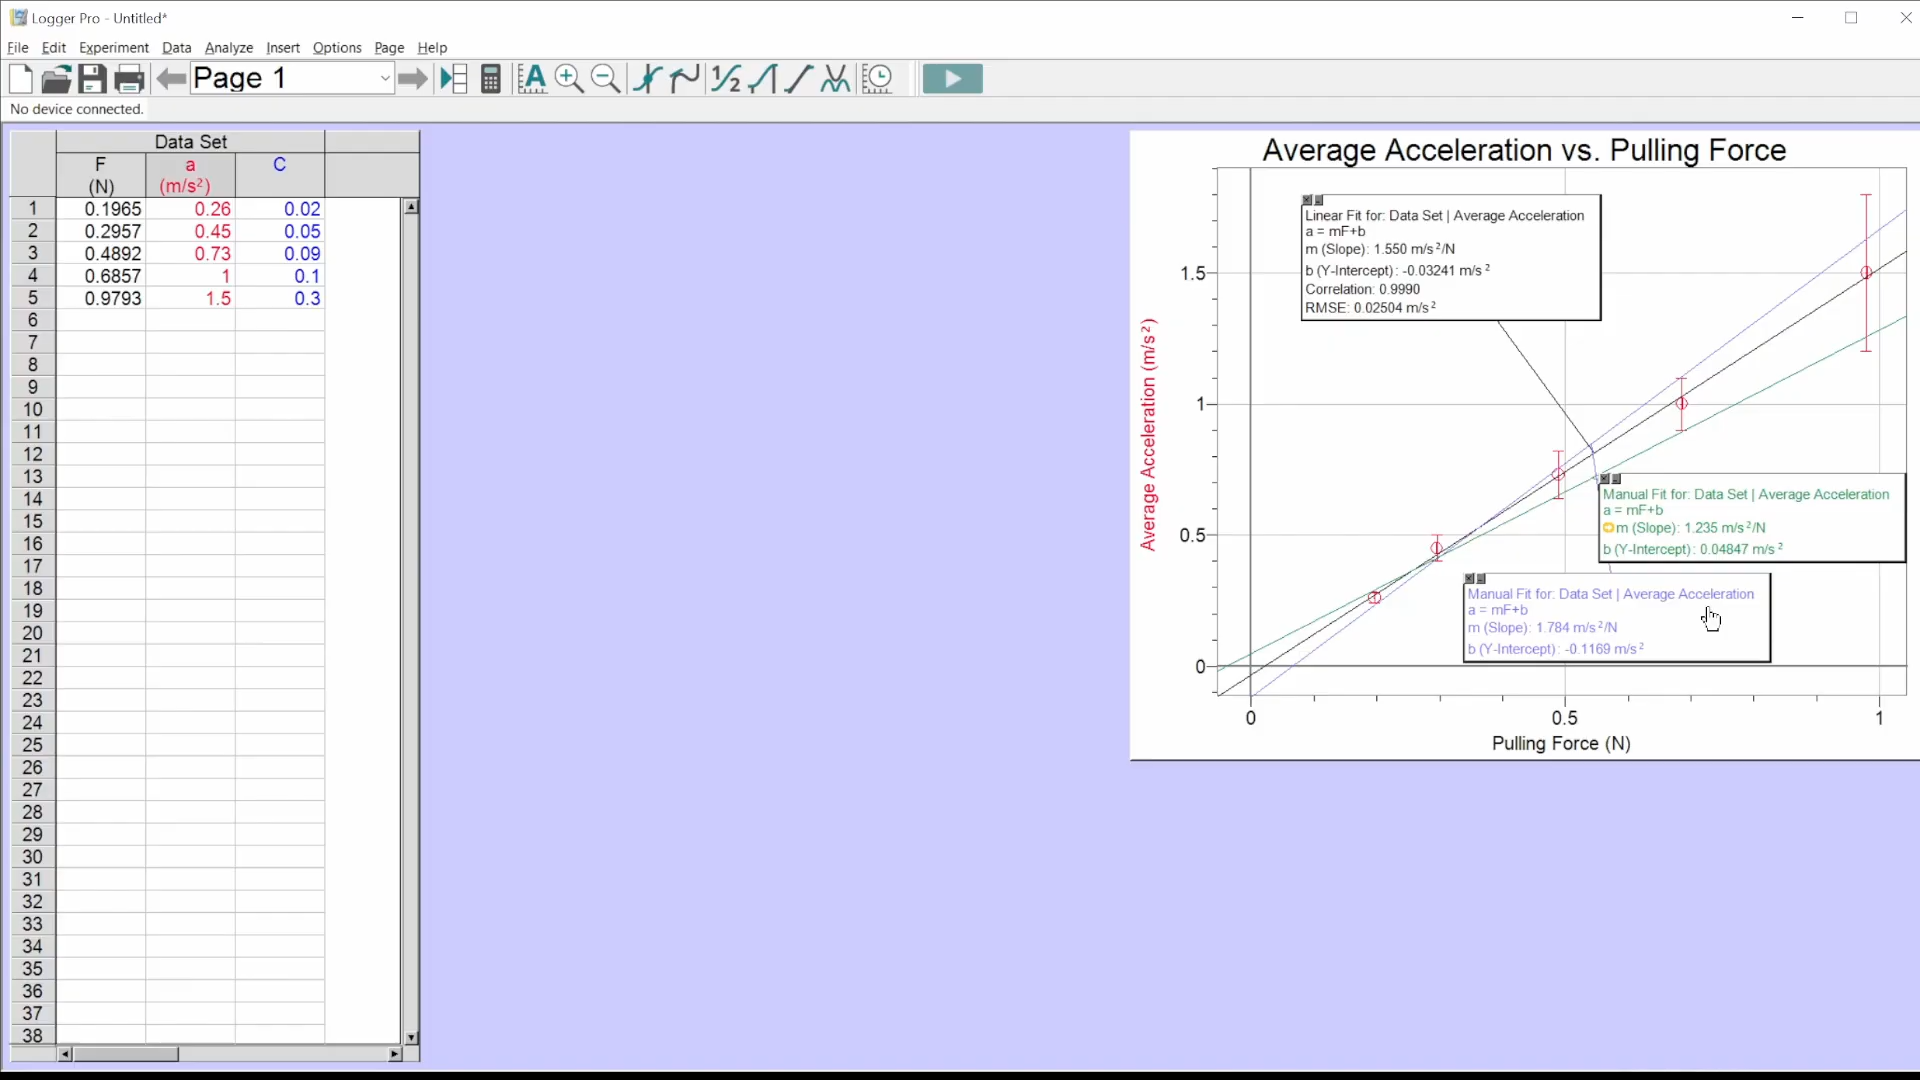 Logger Pro - Untitled*
File Edit Experiment Data Analyze Insert Options Page Help
Page 1
No device connected.
Data Set
F a C
(N) (m/s²)
1 0.1965 0.26 0.02
2 0.2957 0.45 0.05
3 0.4892 0.73 0.09
4 0.6857 1 0.1
5 0.9793 1.5 0.3
6
7
8
9
10
11
12
13
14
15
16
17
18
19
20
21
22
23
24
25
26
27
28
29
30
31
32
33
34
35
36
37
38
Average Acceleration vs. Pulling Force
Linear Fit for: Data Set | Average Acceleration
a = mF+b
m (Slope): 1.550 m/s²/N
b (Y-Intercept): -0.03241 m/s²
Correlation: 0.9990
RMSE: 0.02504 m/s²
Manual Fit for: Data Set | Average Acceleration
a = mF+b
m (Slope): 1.235 m/s²/N
b (Y-Intercept): 0.04847 m/s²
Manual Fit for: Data Set | Average Acceleration
a = mF+b
m (Slope): 1.784 m/s²/N
b (Y-Intercept): -0.1169 m/s²
Average Acceleration (m/s²)
1.5
1
0.5
0
0 0.5 1
Pulling Force (N)